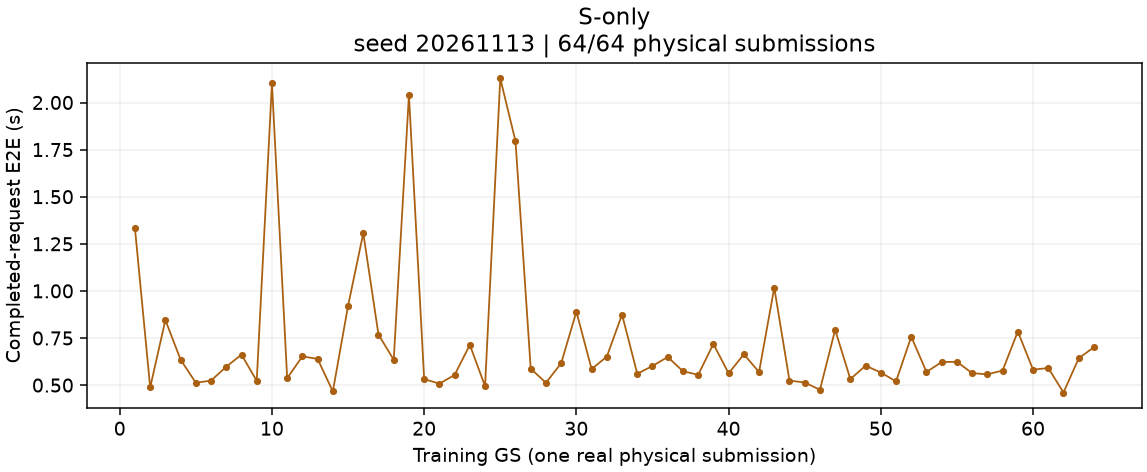 S-only
seed 20261113 | 64/64 physical submissions
Completed-request E2E (s)
2.00
1.75
1.50
1.25
1.00
0.75
0.50
0 10 20 30 40 50 60
Training GS (one real physical submission)